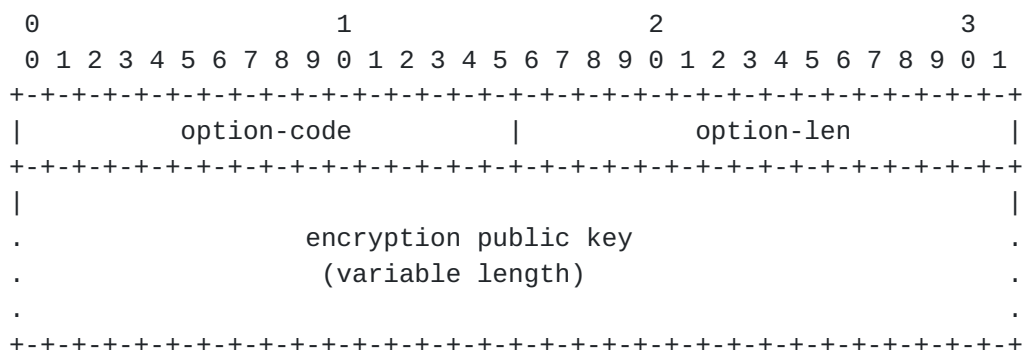 0                   1                   2                   3
 0 1 2 3 4 5 6 7 8 9 0 1 2 3 4 5 6 7 8 9 0 1 2 3 4 5 6 7 8 9 0 1
+-+-+-+-+-+-+-+-+-+-+-+-+-+-+-+-+-+-+-+-+-+-+-+-+-+-+-+-+-+-+-+-+
|          option-code          |           option-len          |
+-+-+-+-+-+-+-+-+-+-+-+-+-+-+-+-+-+-+-+-+-+-+-+-+-+-+-+-+-+-+-+-+
|                                                               |
.                  encryption public key                        .
.                   (variable length)                           .
.                                                               .
+-+-+-+-+-+-+-+-+-+-+-+-+-+-+-+-+-+-+-+-+-+-+-+-+-+-+-+-+-+-+-+-+